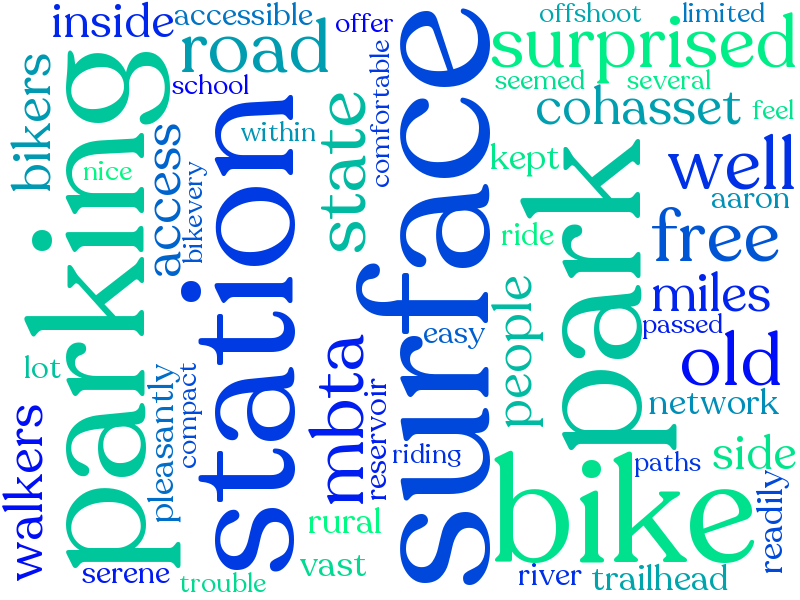 inside
accessible
offer
offshoot
limited
road
surprised
school
seemed
several
bikers
comfortable
cohasset
feel
within
state
kept
well
nice
access
bikevery
parking
station
surface
park
aaron
ride
free
miles
people
passed
easy
old
lot
mbta
pleasantly
compact
reservoir
network
walkers
riding
bike
paths
side
readily
rural
vast
serene
trouble
river
trailhead